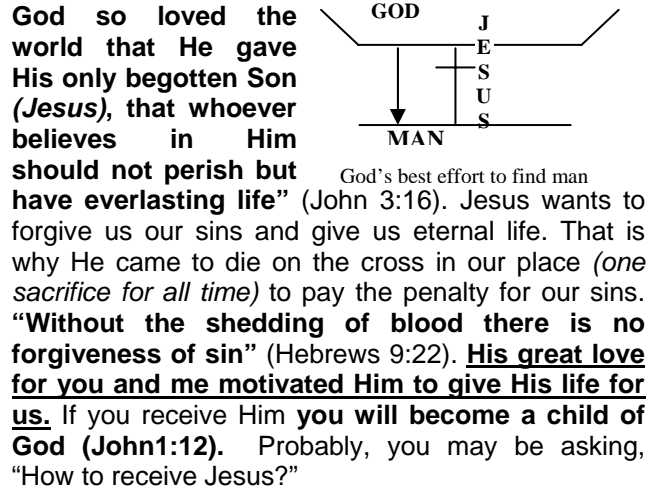 God so loved the
world that He gave
His only begotten Son
(Jesus), that whoever
believes in Him
should not perish but
GOD
J
E
S
U
S
MAN
God's best effort to find man
have everlasting life” (John 3:16). Jesus wants to
forgive us our sins and give us eternal life. That is
why He came to die on the cross in our place (one
sacrifice for all time) to pay the penalty for our sins.
“Without the shedding of blood there is no
forgiveness of sin” (Hebrews 9:22). His great love
for you and me motivated Him to give His life for
us. If you receive Him you will become a child of
God (John1:12). Probably, you may be asking,
“How to receive Jesus?”